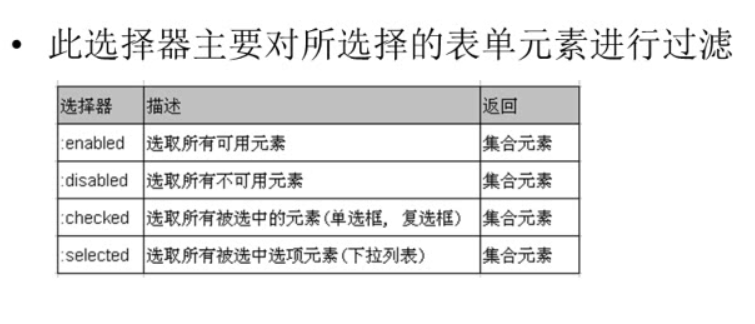 • 此选择器主要对所选择的表单元素进行过滤
选择器 描述 返回
:enabled 选取所有可用元素 集合元素
:disabled 选取所有不可用元素 集合元素
:checked 选取所有被选中的元素(单选框, 复选框) 集合元素
:selected 选取所有被选中选项元素(下拉列表) 集合元素